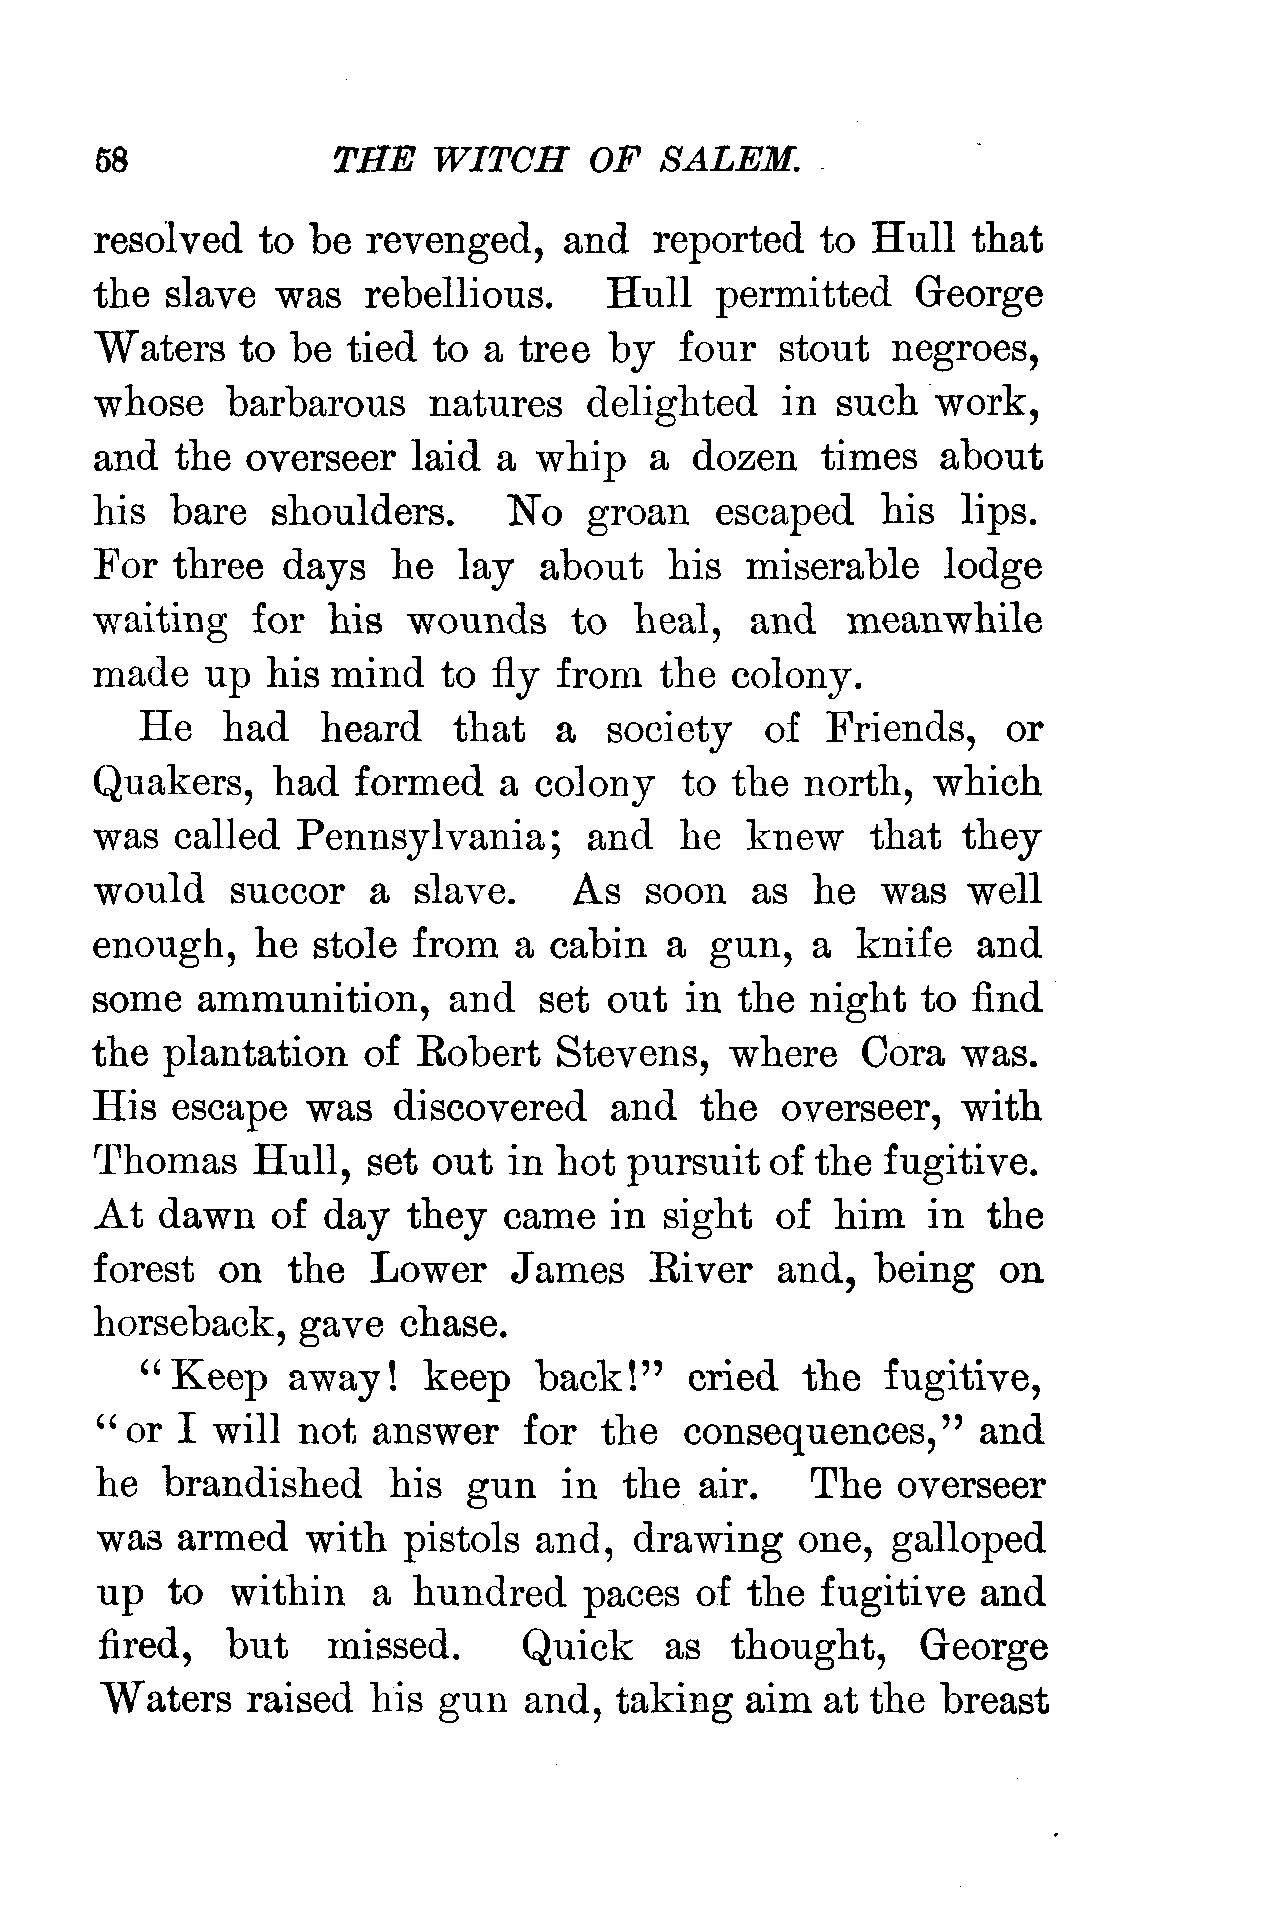 58 THE WITCH OF SALEM.
resolved to be revenged, and reported to Hull that
the slave was rebellious. Hull permitted George
Waters to be tied to a tree by four stout negroes,
whose barbarous natures delighted in such work,
and the overseer laid a whip a dozen times about
his bare shoulders. No groan escaped his lips.
For three days he lay about his miserable lodge
waiting for his wounds to heal, and meanwhile
made up his mind to fly from the colony.
He had heard that a society of Friends, or
Quakers, had formed a colony to the north, which
was called Pennsylvania; and he knew that they
would succor a slave. As soon as he was well
enough, he stole from a cabin a gun, a knife and
some ammunition, and set out in the night to find
the plantation of Robert Stevens, where Cora was.
His escape was discovered and the overseer, with
Thomas Hull, set out in hot pursuit of the fugitive.
At dawn of day they came in sight of him in the
forest on the Lower James River and, being on
horseback, gave chase.
“Keep away! keep back!” cried the fugitive,
“or I will not answer for the consequences,” and
he brandished his gun in the air. The overseer
was armed with pistols and, drawing one, galloped
up to within a hundred paces of the fugitive and
fired, but missed. Quick as thought, George
Waters raised his gun and, taking aim at the breast